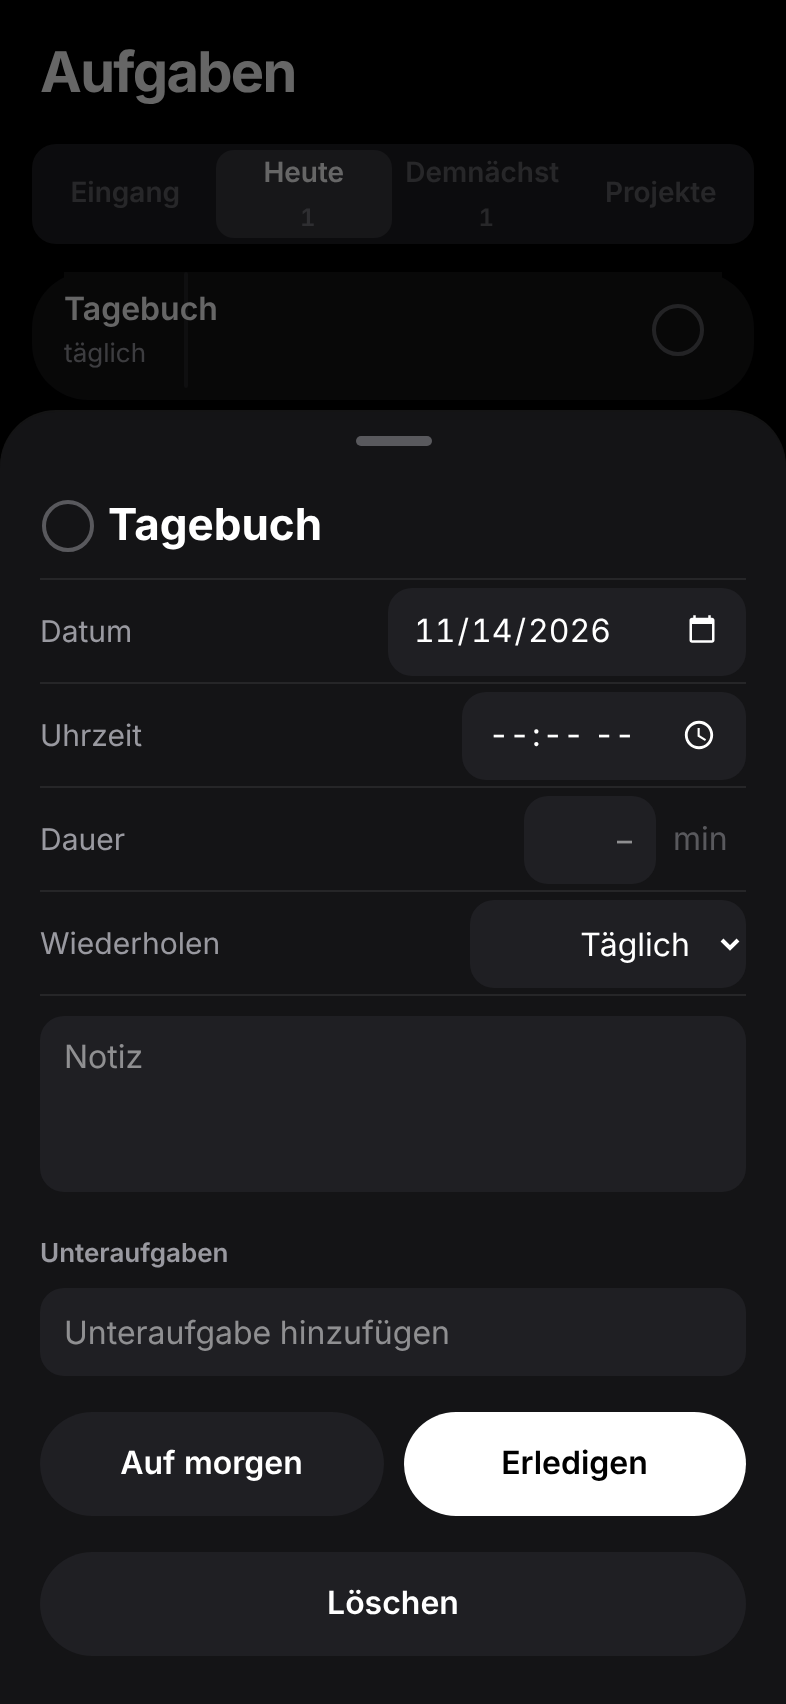 Aufgaben
Eingang
Heute
1
Demnächst
1
Projekte
Tagebuch
täglich
Tagebuch
Datum 11/14/2026
Uhrzeit --:-- --
Dauer – min
Wiederholen Täglich
Notiz
Unteraufgaben
Unteraufgabe hinzufügen
Auf morgen Erledigen
Löschen